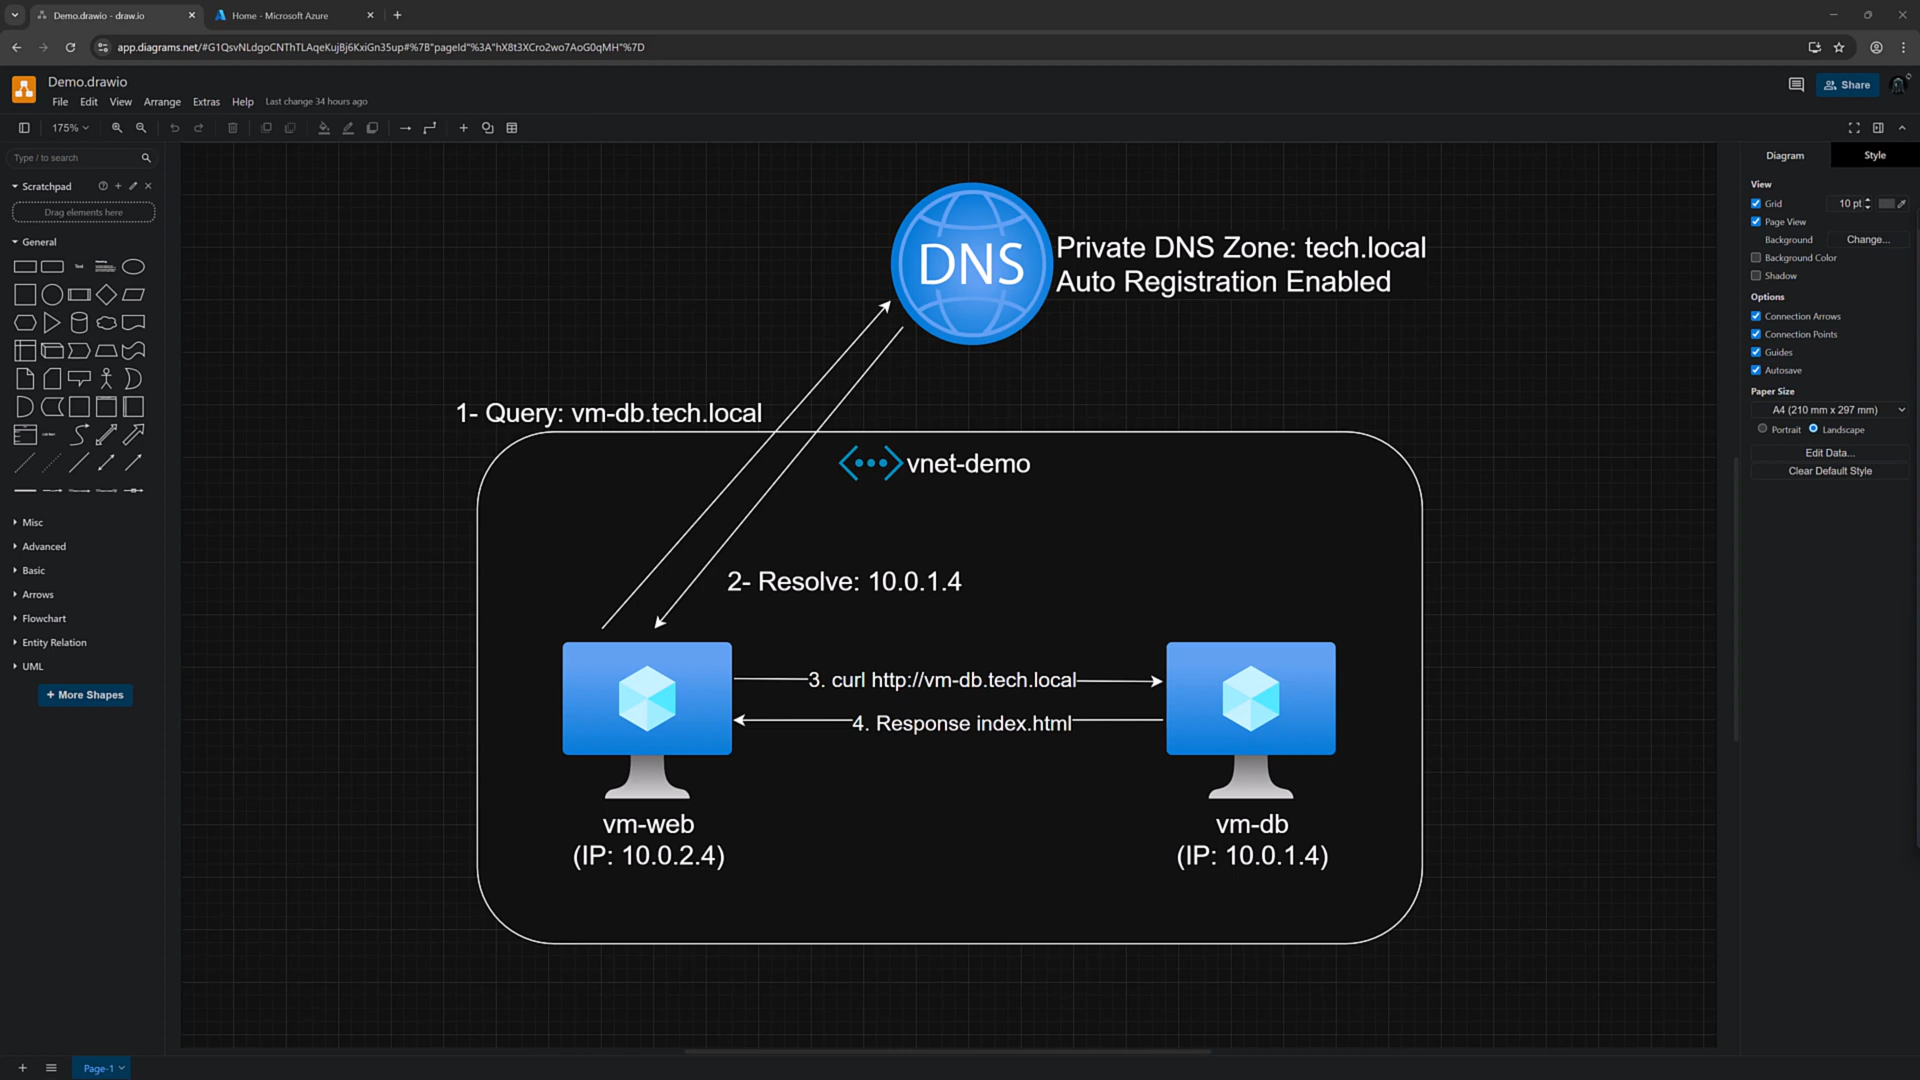 Demo.drawio - draw.io
Home - Microsoft Azure
app.diagrams.net/#G1QsvNLdgoCNThTLAqeKujBj6KxiGn35up#%7B"pageId"%3A"hX8t3XCro2wo7AoG0qMH"%7D
Demo.drawio
File Edit View Arrange Extras Help Last change 34 hours ago
Share
175%
Type / to search
Scratchpad
Drag elements here
General
Text
Misc
Advanced
Basic
Arrows
Flowchart
Entity Relation
UML
+ More Shapes
DNS
Private DNS Zone: tech.local
Auto Registration Enabled
1- Query: vm-db.tech.local
vnet-demo
2- Resolve: 10.0.1.4
3. curl http://vm-db.tech.local
4. Response index.html
vm-web
(IP: 10.0.2.4)
vm-db
(IP: 10.0.1.4)
Diagram
Style
View
Grid
10 pt
Page View
Background
Change...
Background Color
Shadow
Options
Connection Arrows
Connection Points
Guides
Autosave
Paper Size
A4 (210 mm x 297 mm)
Portrait
Landscape
Edit Data...
Clear Default Style
Page-1